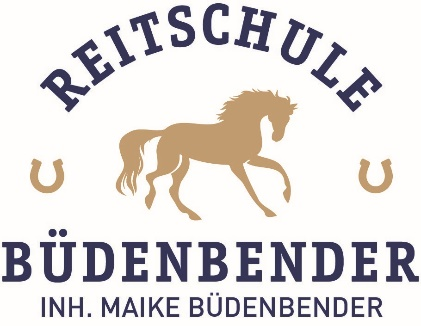 REITSCHULE
BÜDENBENDER
INH. MAIKE BÜDENBENDER